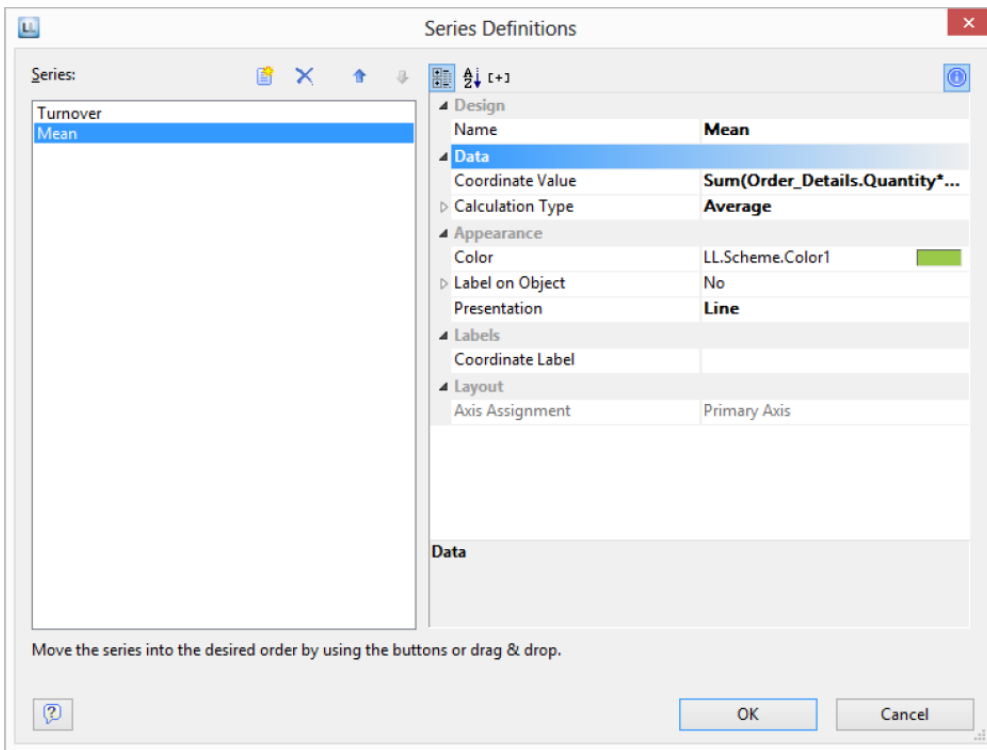 LL
Series Definitions
Series:
[+]
Turnover
Mean
Design
Name Mean
Data
Coordinate Value Sum(Order_Details.Quantity*...
Calculation Type Average
Appearance
Color LL.Scheme.Color1
Label on Object No
Presentation Line
Labels
Coordinate Label
Layout
Axis Assignment Primary Axis
Data
Move the series into the desired order by using the buttons or drag & drop.
OK Cancel